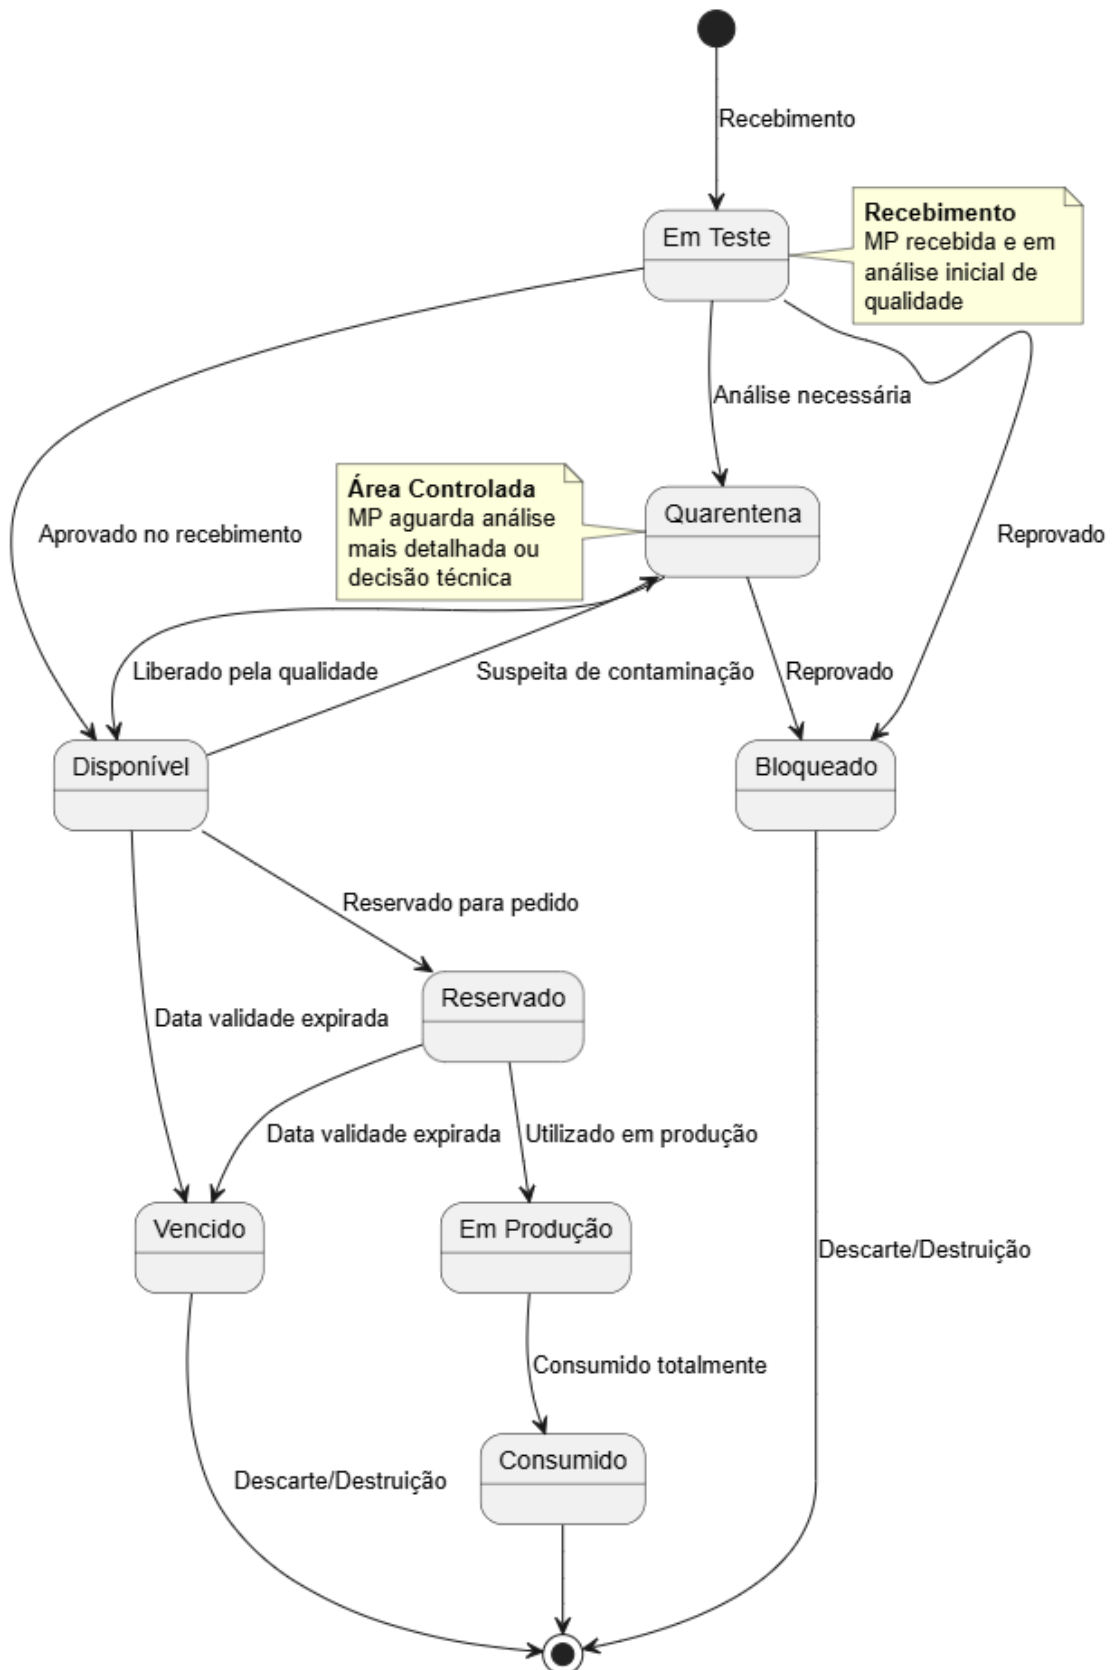 Recebimento
Em Teste
Recebimento
MP recebida e em
análise inicial de
qualidade
Análise necessária
Área Controlada
MP aguarda análise
mais detalhada ou
decisão técnica
Quarentena
Aprovado no recebimento
Reprovado
Liberado pela qualidade
Suspeita de contaminação
Reprovado
Disponível
Bloqueado
Reservado para pedido
Reservado
Data validade expirada
Data validade expirada
Utilizado em produção
Vencido
Em Produção
Descarte/Destruição
Consumido totalmente
Consumido
Descarte/Destruição